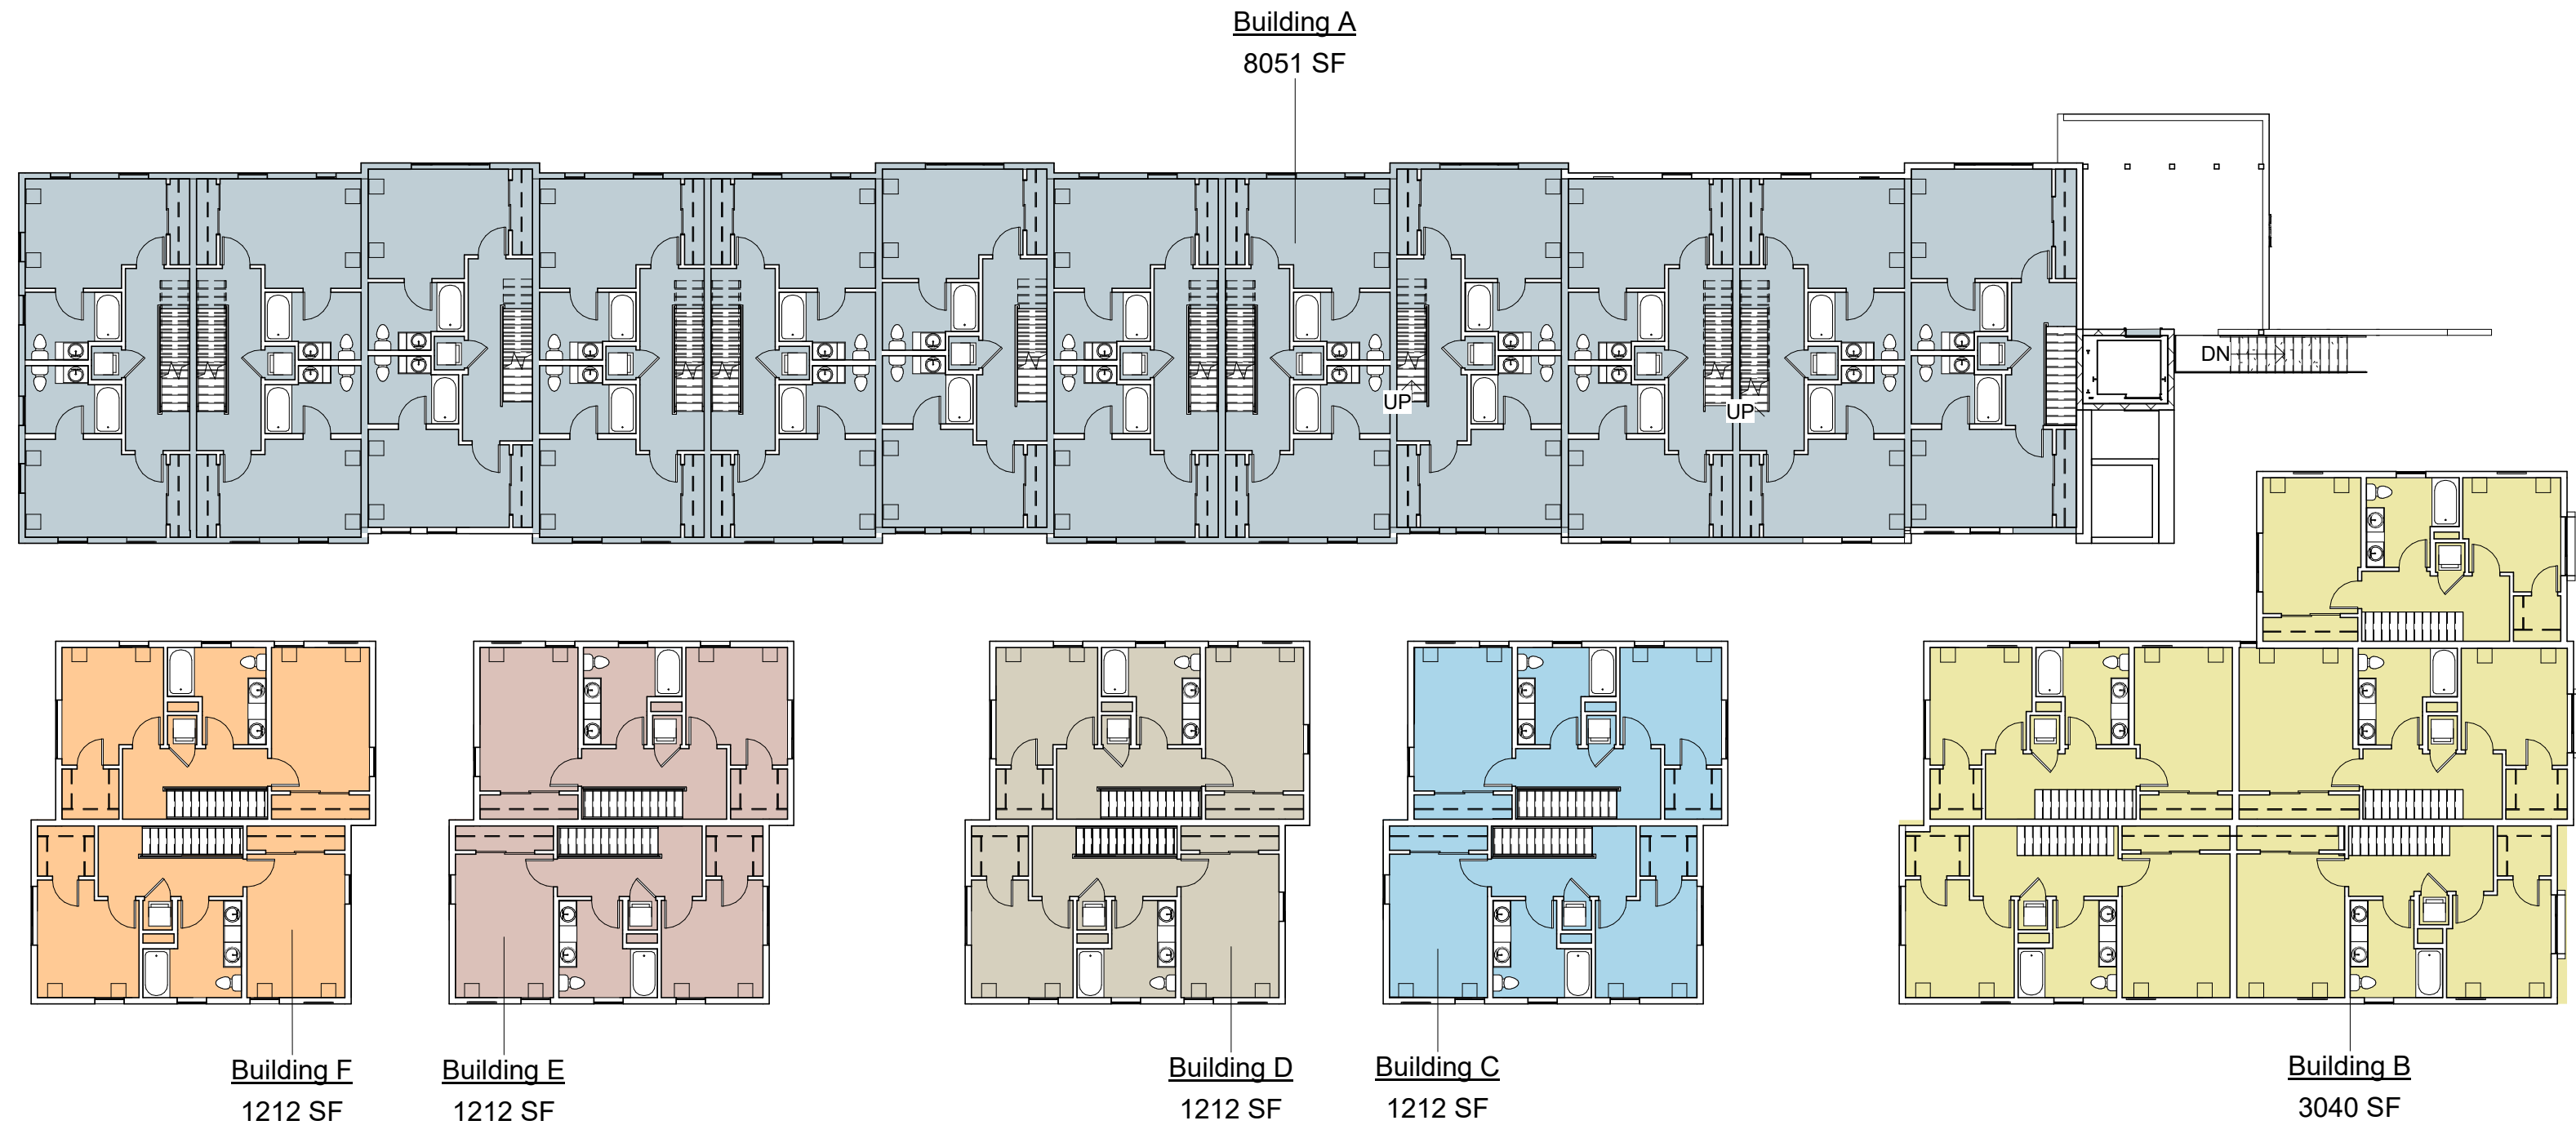 Building A
8051 SF
DN
UP
UP
Building F
1212 SF
Building E
1212 SF
Building D
1212 SF
Building C
1212 SF
Building B
3040 SF